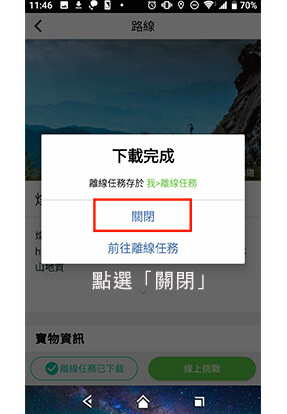 11:46
70%
路線
下載完成
離線任務存於 我>離線任務
關閉
前往離線任務
點選「關閉」
山地質
寶物資訊
離線任務已下載
線上挑戰